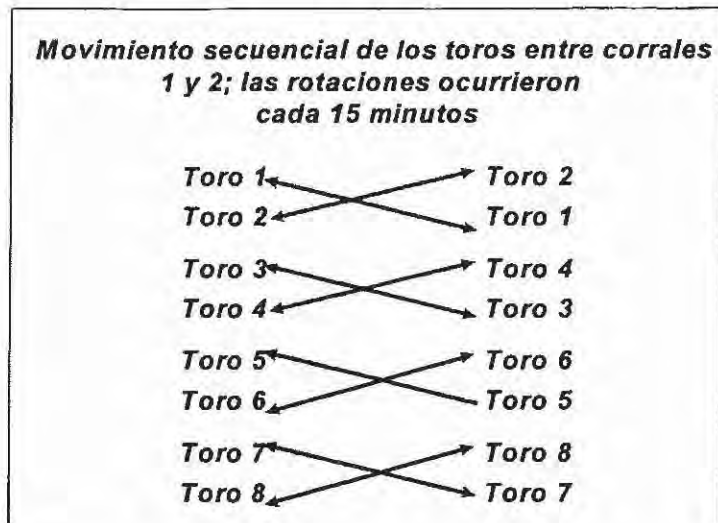 Movimiento secuencial de los toros entre corrales
1 y 2; las rotaciones ocurrieron
cada 15 minutos
Toro 1 Toro 2
Toro 2 Toro 1
Toro 3 Toro 4
Toro 4 Toro 3
Toro 5 Toro 6
Toro 6 Toro 5
Toro 7 Toro 8
Toro 8 Toro 7